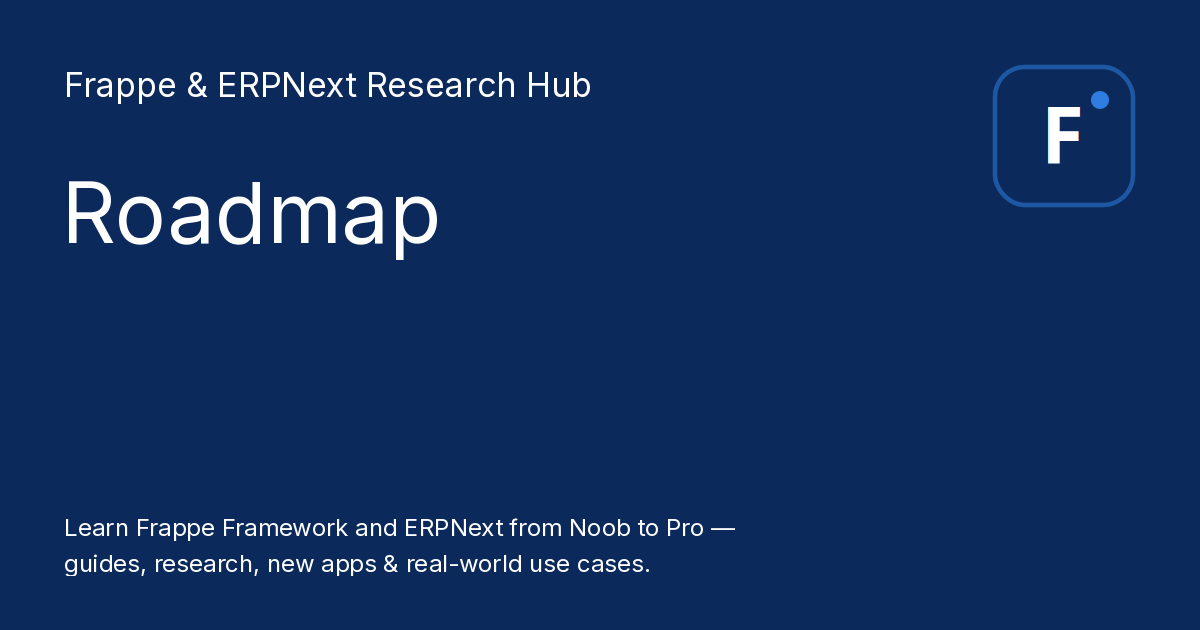 Frappe & ERPNext Research Hub
F
Roadmap
Learn Frappe Framework and ERPNext from Noob to Pro —
guides, research, new apps & real-world use cases.